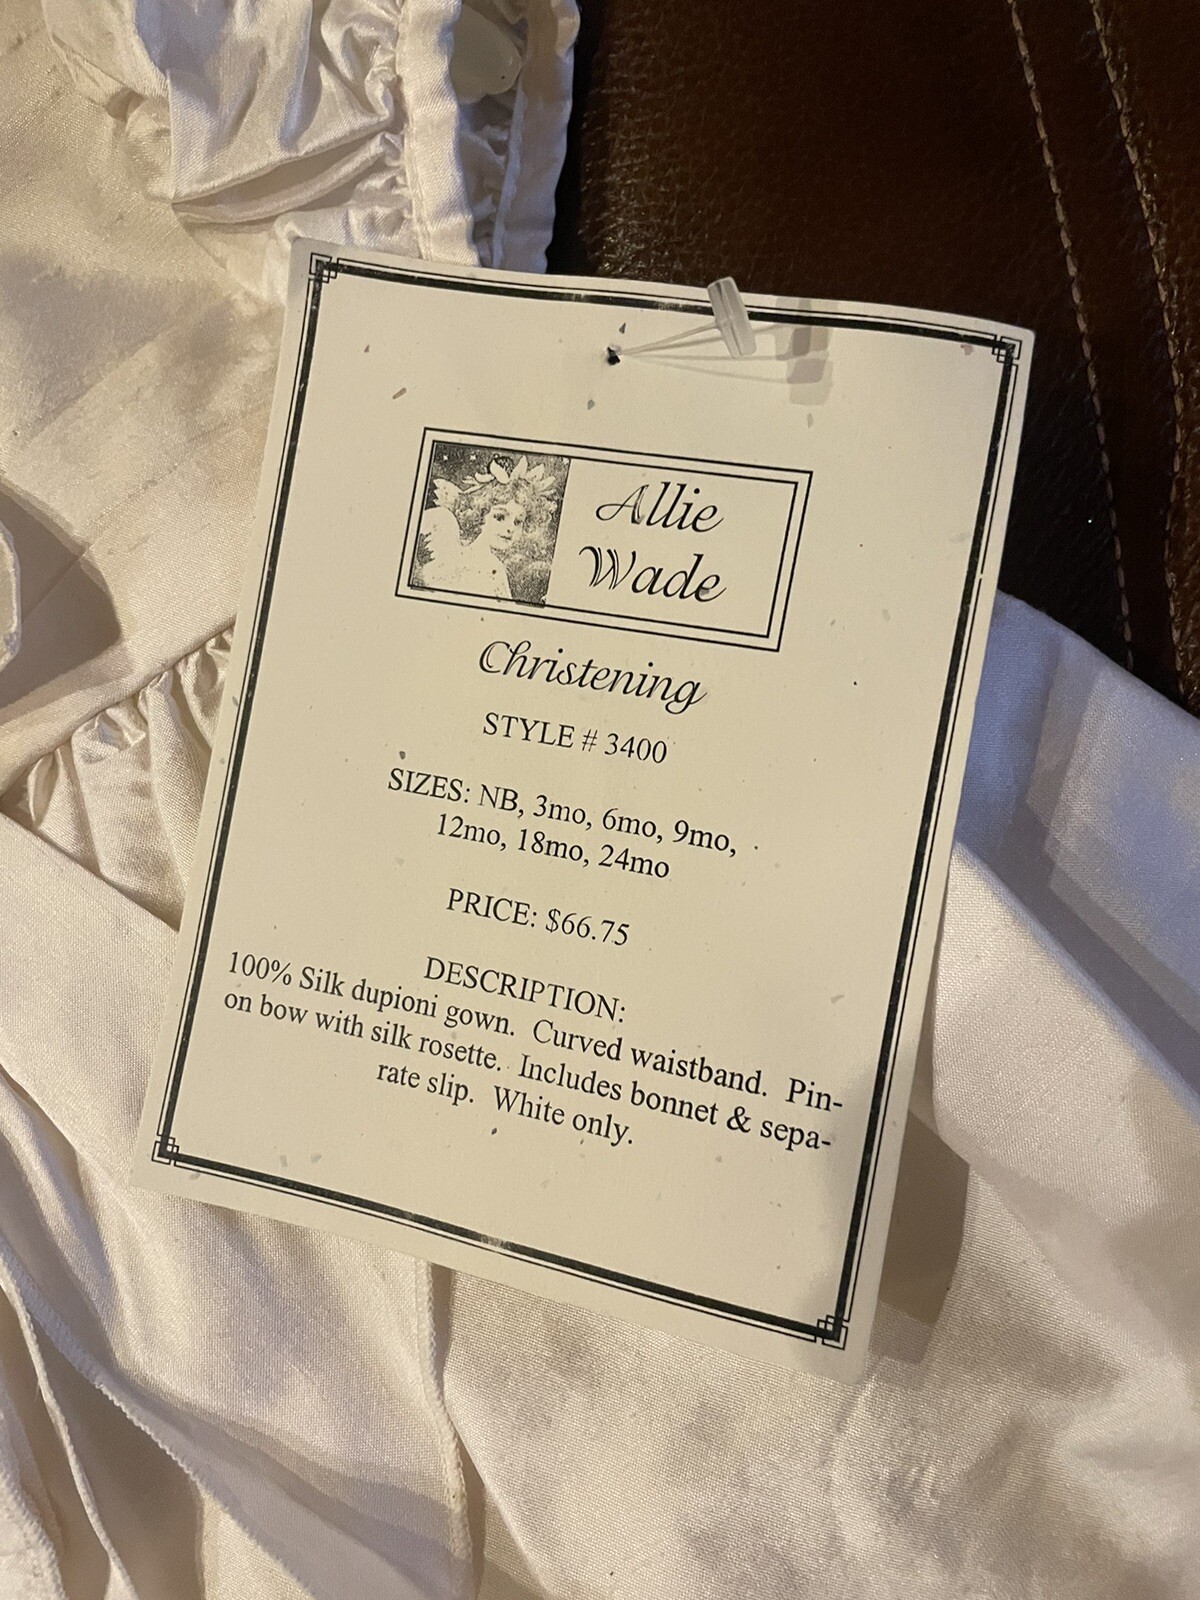 Allie
Wade
Christening
STYLE # 3400
SIZES: NB, 3mo, 6mo, 9mo,
12mo, 18mo, 24mo
PRICE: $66.75
DESCRIPTION:
100% Silk dupioni gown.  Curved waistband.  Pin-
on bow with silk rosette.  Includes bonnet & sepa-
rate slip.  White only.